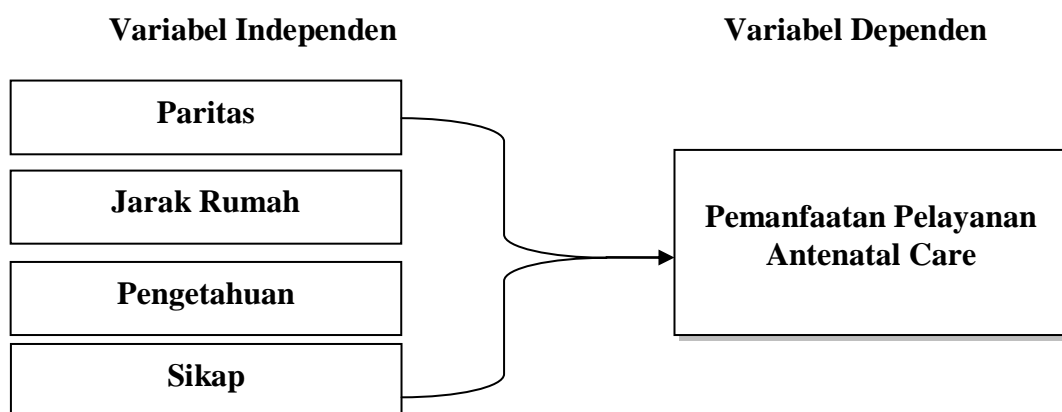 Variabel Independen
Variabel Dependen
Paritas
Jarak Rumah
Pengetahuan
Sikap
Pemanfaatan Pelayanan
Antenatal Care